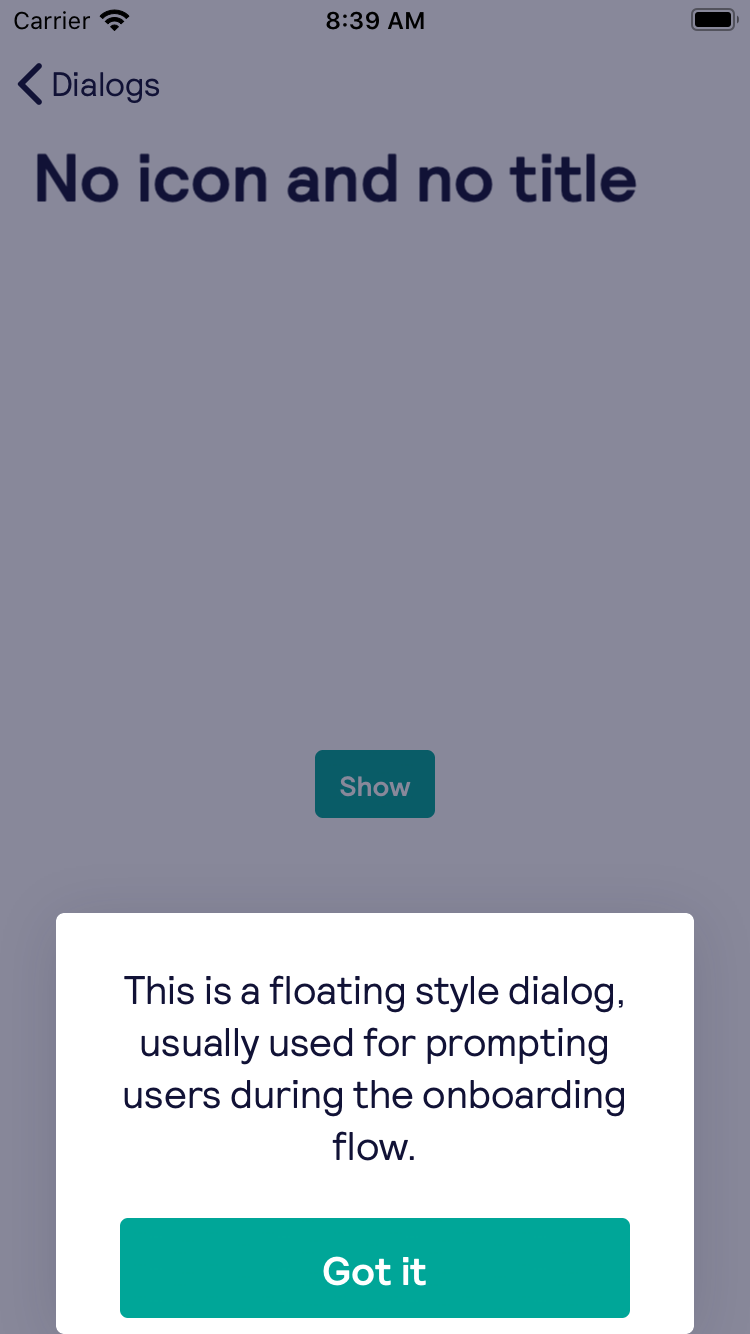 Carrier 8:39 AM
Dialogs
No icon and no title
Show
This is a floating style dialog,
usually used for prompting
users during the onboarding
flow.
Got it